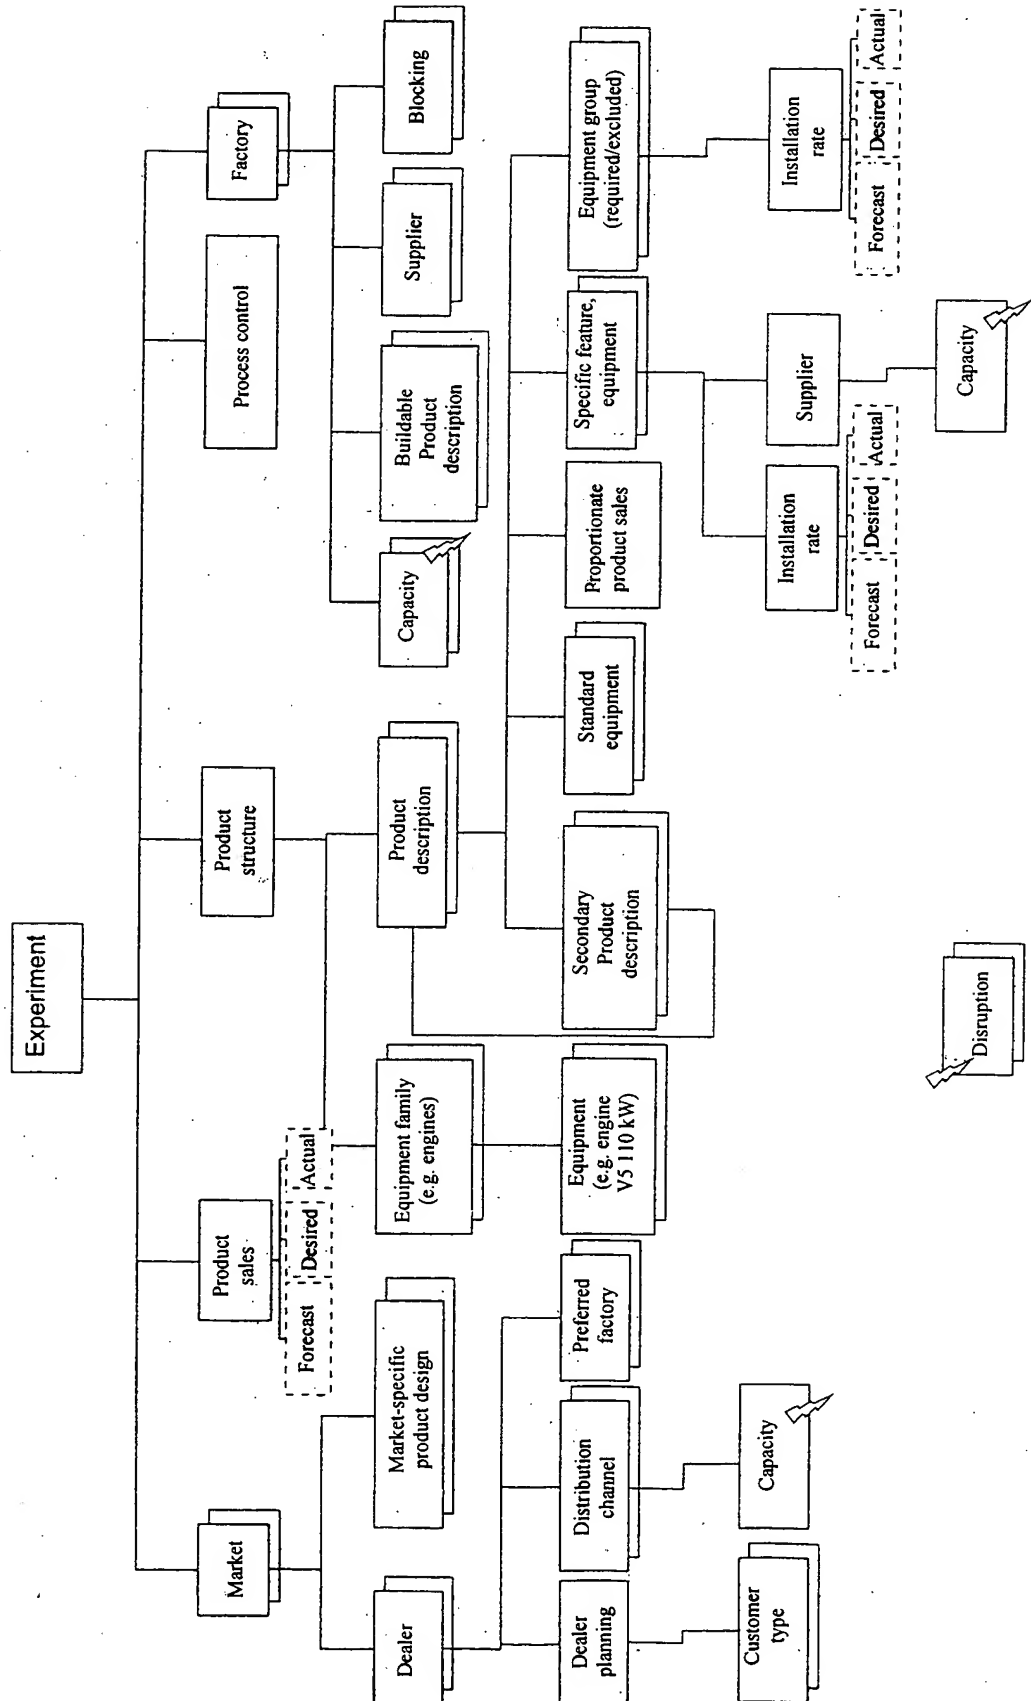 Experiment
Market
Product
sales
Forecast
Desired
Actual
Product
structure
Process control
Factory
Dealer
Market-specific
product design
Equipment family
(e.g. engines)
Product
description
Capacity
Buildable
Product
description
Supplier
Blocking
Dealer
planning
Distribution
channel
Preferred
factory
Equipment
(e.g. engine
V5 110 kW)
Secondary
Product
description
Standard
equipment
Proportionate
product sales
Specific feature,
equipment
Equipment group
(required/excluded)
Customer
type
Capacity
Installation
rate
Forecast
Desired
Actual
Supplier
Installation
rate
Forecast
Desired
Actual
Disruption
Capacity